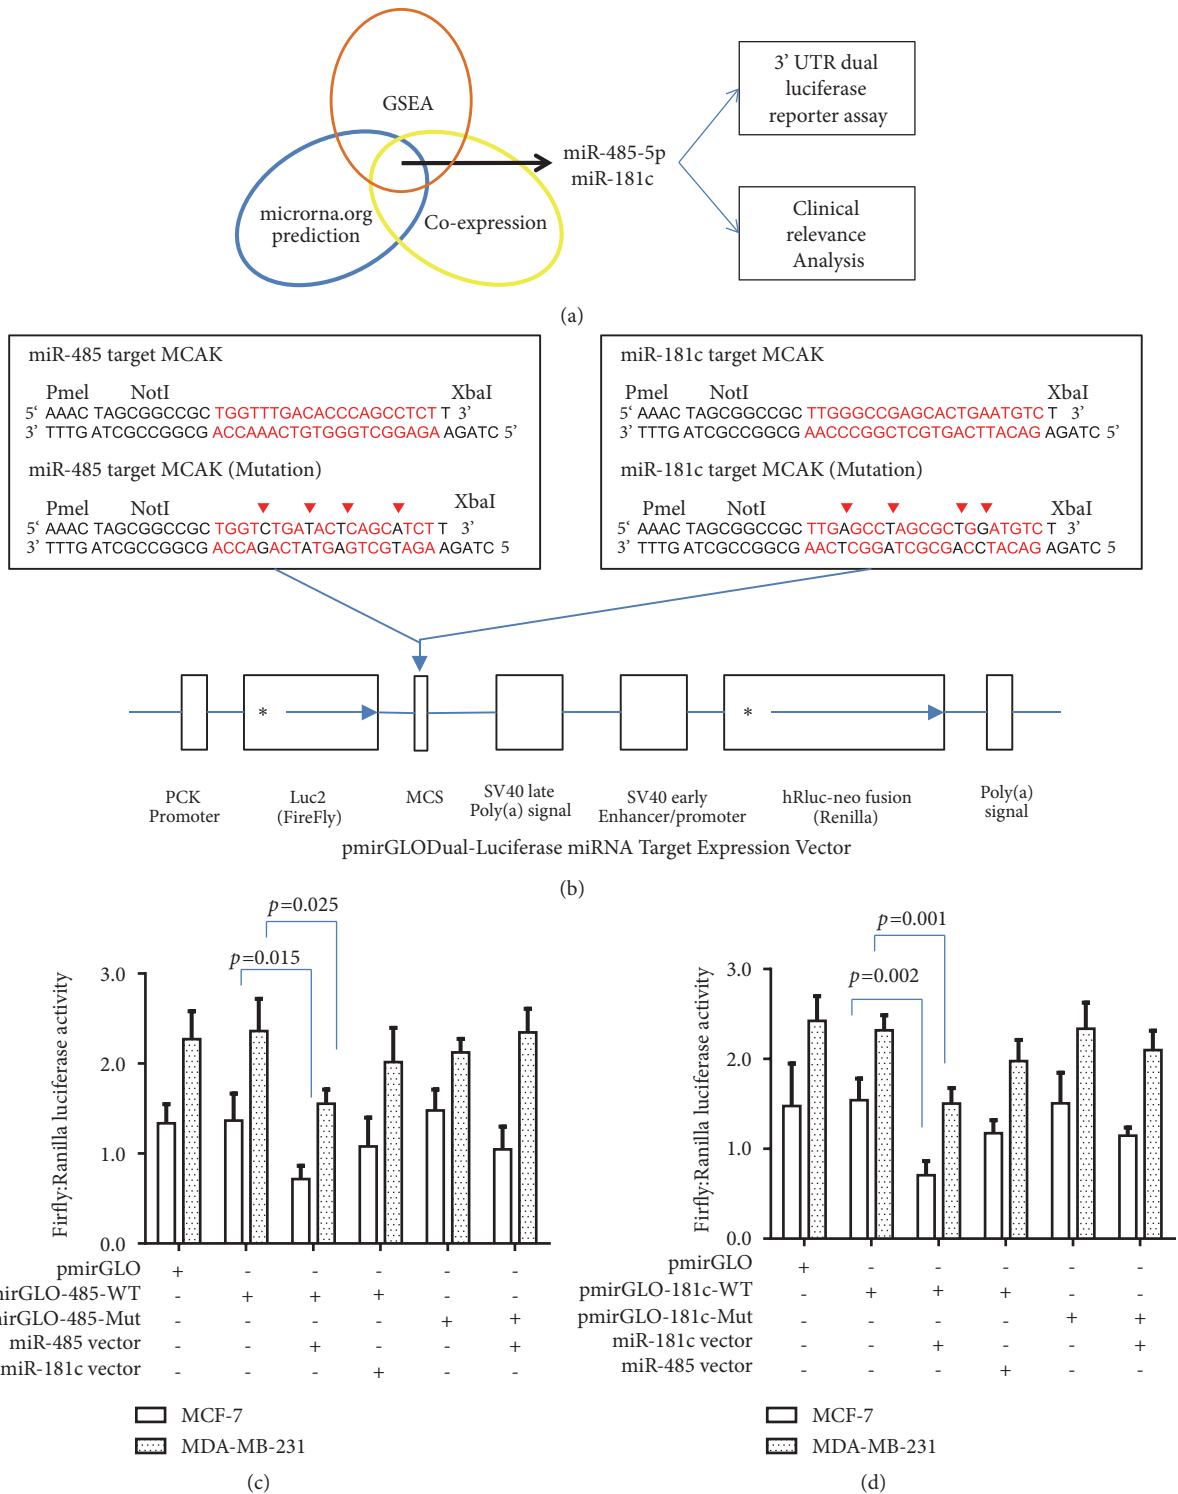 GSEA
microrna.org
prediction
Co-expression
miR-485-5p
miR-181c
3’ UTR dual
luciferase
reporter assay
Clinical
relevance
Analysis
(a)
miR-485 target MCAK
PmeI NotI XbaI
5‘ AAAC TAGCGGCCGC TGGTTTGACACCCAGCCTCT T 3’
3’ TTTG ATCGCCGGCG ACCAAACTGTGGGTCGGAGA AGATC 5’
miR-485 target MCAK (Mutation)
PmeI NotI XbaI
5‘ AAAC TAGCGGCCGC TGGTCTGATACTCAGCATCT T 3’
3’ TTTG ATCGCCGGCG ACCAGACTATGAGTCGTAGA AGATC 5
miR-181c target MCAK
PmeI NotI XbaI
5‘ AAAC TAGCGGCCGC TTGGGCCGAGCACTGAATGTC T 3’
3’ TTTG ATCGCCGGCG AACCCGGCTCGTGACTTACAG AGATC 5’
miR-181c target MCAK (Mutation)
PmeI NotI XbaI
5‘ AAAC TAGCGGCCGC TTGAGCCTAGCGCTGGATGTC T 3’
3’ TTTG ATCGCCGGCG AACTCGGATCGCGACCTACAG AGATC 5
* *
PCK
Promoter
Luc2
(FireFly)
MCS
SV40 late
Poly(a) signal
SV40 early
Enhancer/promoter
hRluc-neo fusion
(Renilla)
Poly(a)
signal
pmirGLODual-Luciferase miRNA Target Expression Vector
(b)
p=0.025
p=0.015
Firfly:Ranilla luciferase activity
3.0
2.0
1.0
0.0
pmirGLO + - - - - -
mirGLO-485-WT - + + + - -
mirGLO-485-Mut - - - - + +
miR-485 vector - - + - - +
miR-181c vector - - - + - -
MCF-7
MDA-MB-231
(c)
p=0.001
p=0.002
Firfly:Ranilla luciferase activity
3.0
2.0
1.0
0.0
pmirGLO + - - - - -
pmirGLO-181c-WT - + + + - -
pmirGLO-181c-Mut - - - - + +
miR-181c vector - - + - - +
miR-485 vector - - - + - -
MCF-7
MDA-MB-231
(d)